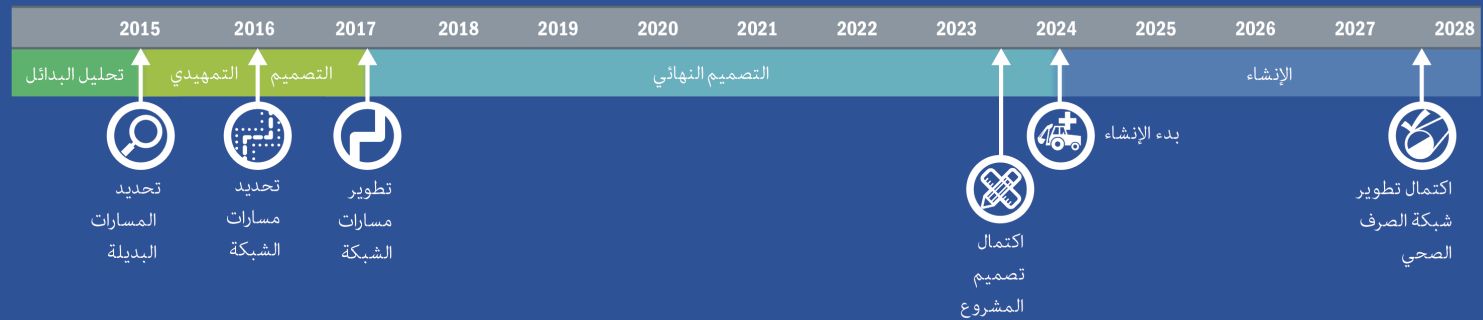 2015 2016 2017 2018 2019 2020 2021 2022 2023 2024 2025 2026 2027 2028
تحليل البدائل
التصميم التمهيدي
التصميم النهائي
الإنشاء
تحديد
المسارات
البديلة
تحديد
مسارات
الشبكة
تطوير
مسارات
الشبكة
اكتمال
تصميم
المشروع
بدء الإنشاء
اكتمال تطوير
شبكة الصرف
الصحي